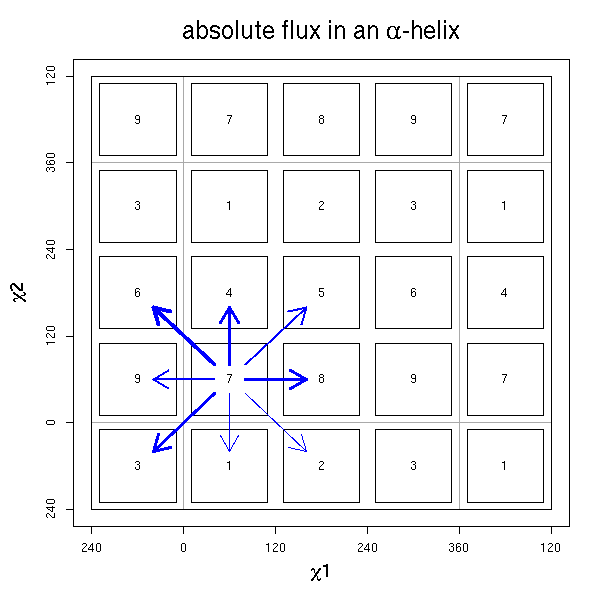 absolute flux in an α-helix
120
9 7 8 9 7
360
3 1 2 3 1
240
6 4 5 6 4
χ2
120
9 7 8 9 7
0
3 1 2 3 1
240
240 0 120 240 360 120
χ1